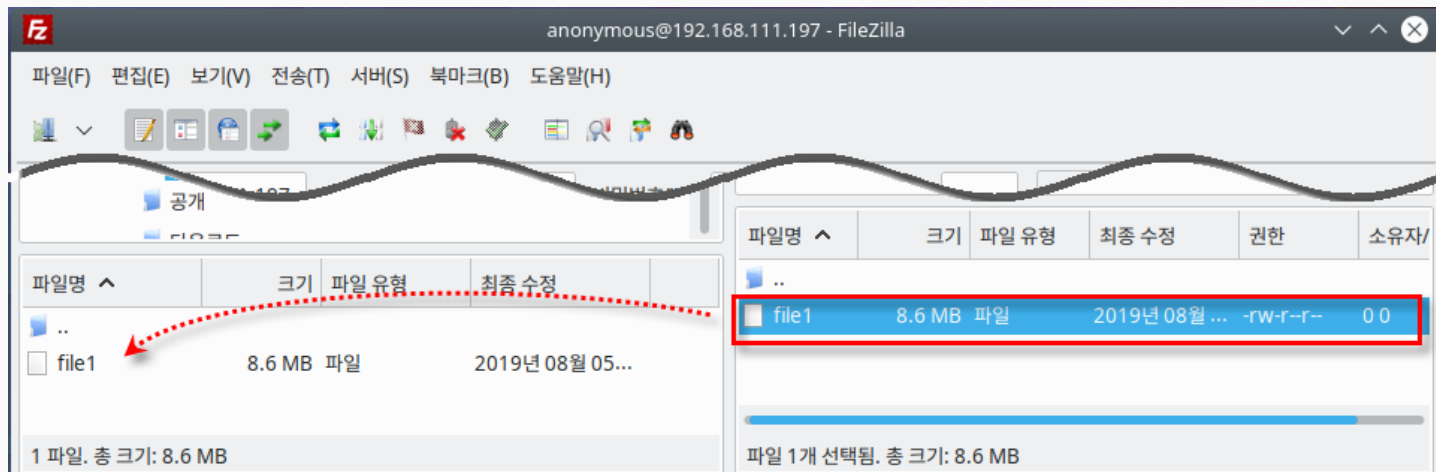 anonymous@192.168.111.197 - FileZilla
파일(F) 편집(E) 보기(V) 전송(T) 서버(S) 북마크(B) 도움말(H)
공개
파일명 크기 파일 유형 최종 수정
..
file1 8.6 MB 파일 2019년 08월 05...
1 파일. 총 크기: 8.6 MB
파일명 크기 파일 유형 최종 수정 권한 소유자/
..
file1 8.6 MB 파일 2019년 08월 ... -rw-r--r-- 0 0
파일 1개 선택됨. 총 크기: 8.6 MB